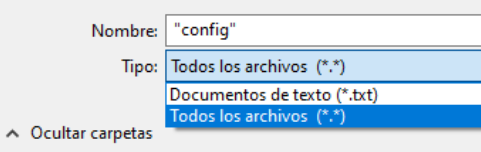 Nombre: "config"
Tipo: Todos los archivos (*.*)
Documentos de texto (*.txt)
Todos los archivos (*.*)
Ocultar carpetas